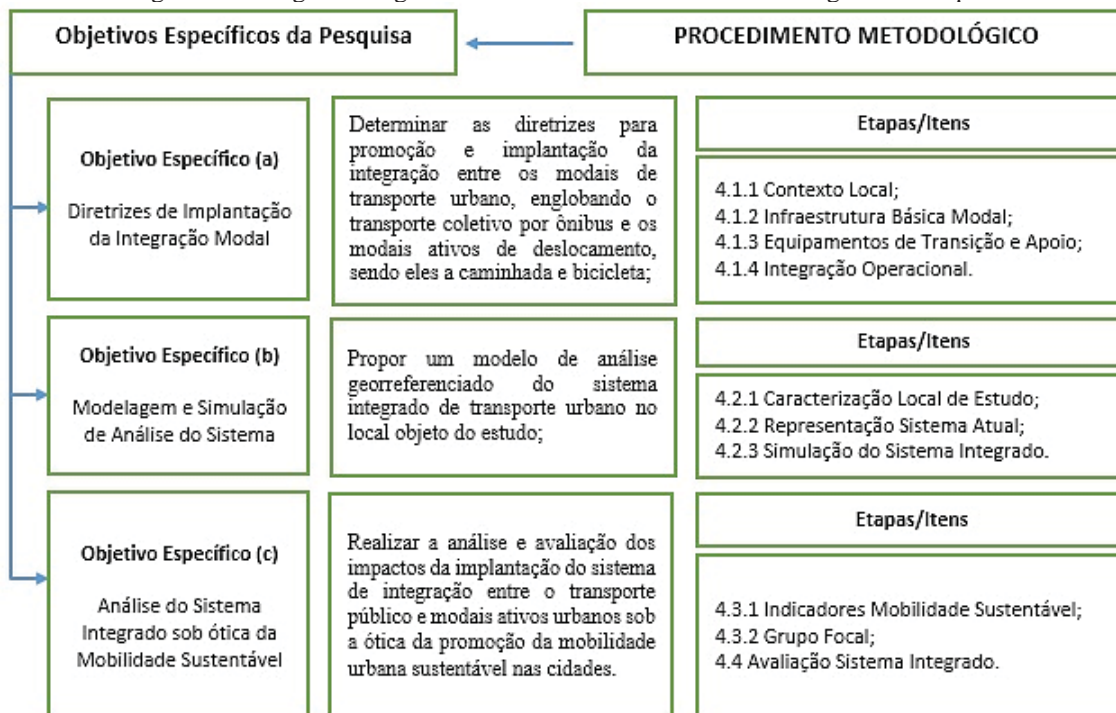 Objetivos Específicos da Pesquisa
PROCEDIMENTO METODOLÓGICO
Objetivo Específico (a)
Diretrizes de Implantação
da Integração Modal
Determinar as diretrizes para
promoção e implantação da
integração entre os modais de
transporte urbano, englobando o
transporte coletivo por ônibus e os
modais ativos de deslocamento,
sendo eles a caminhada e bicicleta;
Etapas/Itens
4.1.1 Contexto Local;
4.1.2 Infraestrutura Básica Modal;
4.1.3 Equipamentos de Transição e Apoio;
4.1.4 Integração Operacional.
Objetivo Específico (b)
Modelagem e Simulação
de Análise do Sistema
Propor um modelo de análise
georreferenciado do sistema
integrado de transporte urbano no
local objeto do estudo;
Etapas/Itens
4.2.1 Caracterização Local de Estudo;
4.2.2 Representação Sistema Atual;
4.2.3 Simulação do Sistema Integrado.
Objetivo Específico (c)
Análise do Sistema
Integrado sob ótica da
Mobilidade Sustentável
Realizar a análise e avaliação dos
impactos da implantação do sistema
de integração entre o transporte
público e modais ativos urbanos sob
a ótica da promoção da mobilidade
urbana sustentável nas cidades.
Etapas/Itens
4.3.1 Indicadores Mobilidade Sustentável;
4.3.2 Grupo Focal;
4.4 Avaliação Sistema Integrado.